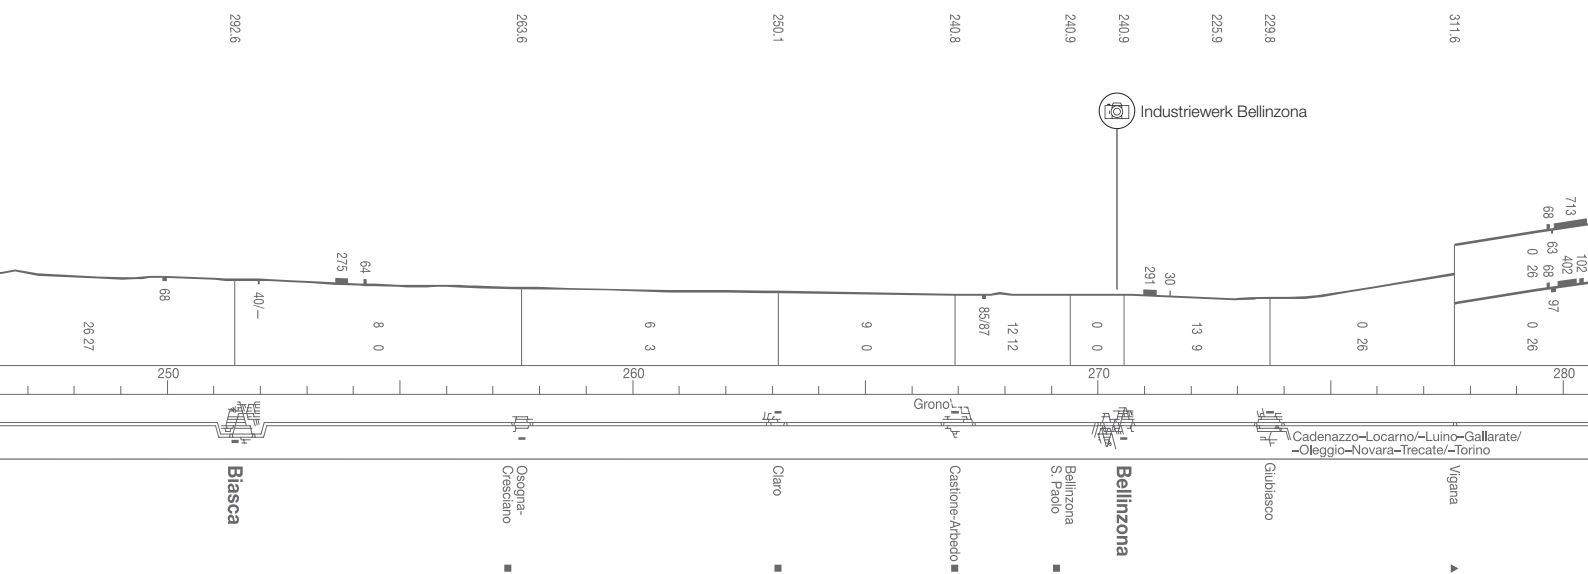 292.6
263.6
250.1
240.8
240.9
240.9
225.9
229.8
311.6
Industriewerk Bellinzona
68
40/–
275
64
85/87
291
30
68
713
63
68
402
102
97
0 26
26 27
8 0
6 3
9 0
12 12
0 0
13 9
0 26
0 26
250
260
270
280
Grono
Cadenazzo–Locarno/–Luino–Gallarate/
–Oleggio–Novara–Trecate/–Torino
Biasca
Osogna-
Cresciano
Claro
Castione-Arbedo
Bellinzona
S. Paolo
Bellinzona
Giubiasco
Vigana